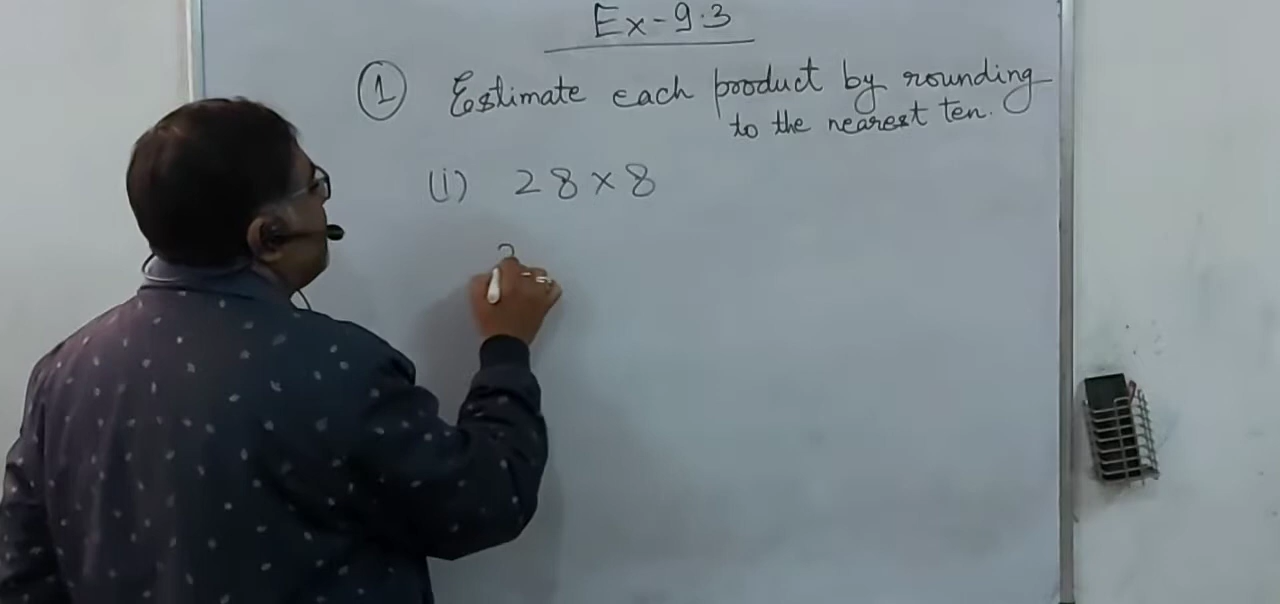 Ex-9.3
① Estimate each product by rounding
to the nearest ten.
(i) 28×8